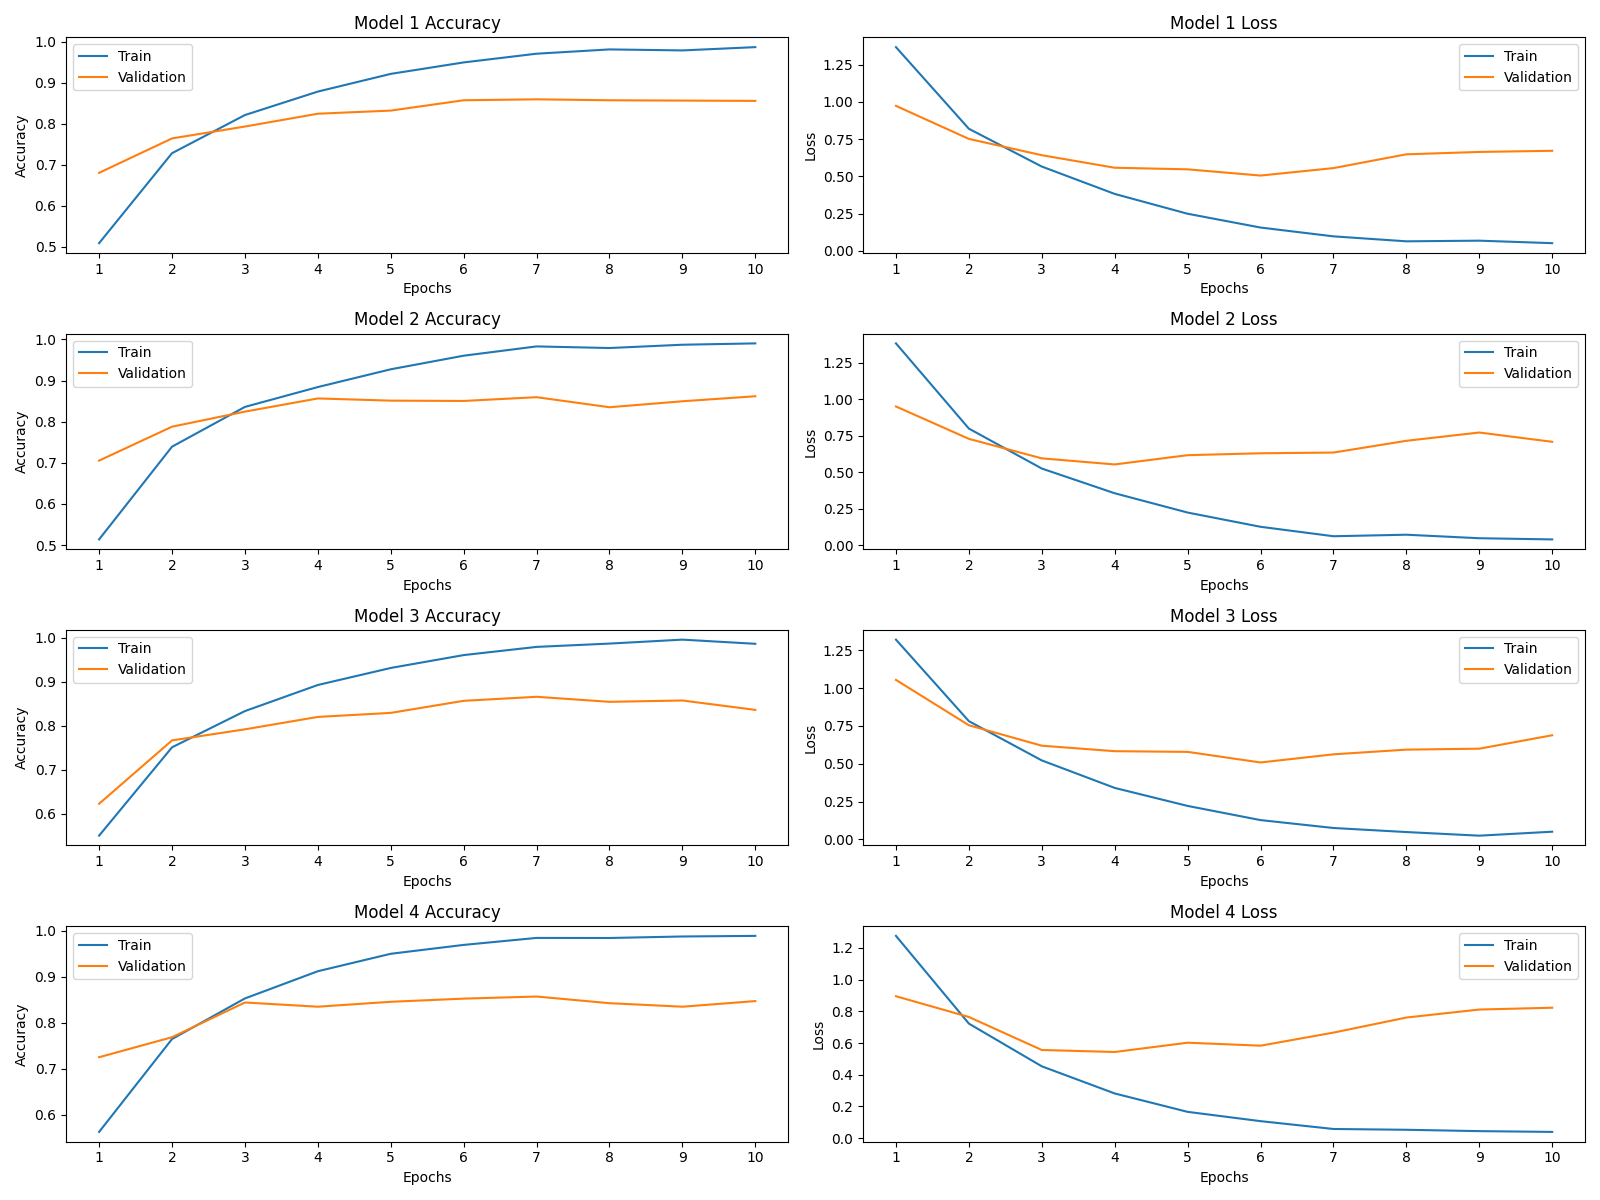 Model 1 Accuracy
1.0
0.9
0.8
0.7
0.6
0.5
Accuracy
Train
Validation
1 2 3 4 5 6 7 8 9 10
Epochs
Model 1 Loss
1.25
1.00
0.75
0.50
0.25
0.00
Loss
Train
Validation
1 2 3 4 5 6 7 8 9 10
Epochs
Model 2 Accuracy
1.0
0.9
0.8
0.7
0.6
0.5
Accuracy
Train
Validation
1 2 3 4 5 6 7 8 9 10
Epochs
Model 2 Loss
1.25
1.00
0.75
0.50
0.25
0.00
Loss
Train
Validation
1 2 3 4 5 6 7 8 9 10
Epochs
Model 3 Accuracy
1.0
0.9
0.8
0.7
0.6
Accuracy
Train
Validation
1 2 3 4 5 6 7 8 9 10
Epochs
Model 3 Loss
1.25
1.00
0.75
0.50
0.25
0.00
Loss
Train
Validation
1 2 3 4 5 6 7 8 9 10
Epochs
Model 4 Accuracy
1.0
0.9
0.8
0.7
0.6
Accuracy
Train
Validation
1 2 3 4 5 6 7 8 9 10
Epochs
Model 4 Loss
1.2
1.0
0.8
0.6
0.4
0.2
0.0
Loss
Train
Validation
1 2 3 4 5 6 7 8 9 10
Epochs